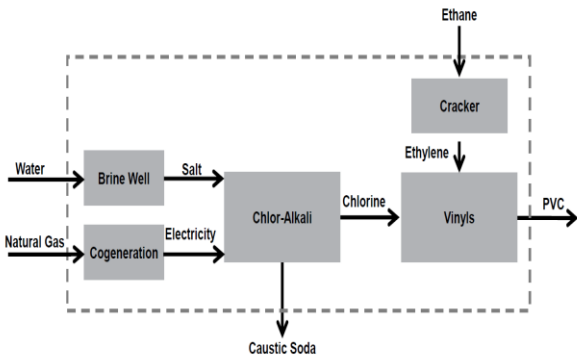 Ethane
Cracker
Ethylene
Water
Brine Well
Salt
Chlor-Alkali
Chlorine
Vinyls
PVC
Natural Gas
Cogeneration
Electricity
Caustic Soda